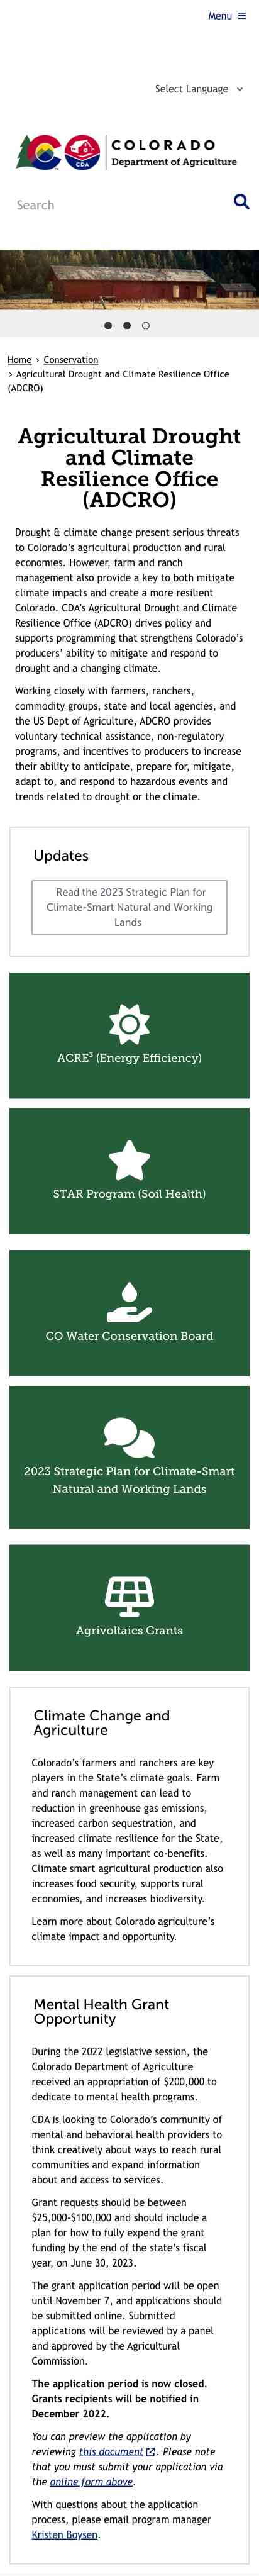 Menu
Select Language
CO
CDA
COLORADO
Department of Agriculture
Search
Home › Conservation
› Agricultural Drought and Climate Resilience Office
(ADCRO)
Agricultural Drought
and Climate
Resilience Office
(ADCRO)
Drought & climate change present serious threats
to Colorado’s agricultural production and rural
economies. However, farm and ranch
management also provide a key to both mitigate
climate impacts and create a more resilient
Colorado. CDA’s Agricultural Drought and Climate
Resilience Office (ADCRO) drives policy and
supports programming that strengthens Colorado’s
producers’ ability to mitigate and respond to
drought and a changing climate.
Working closely with farmers, ranchers,
commodity groups, state and local agencies, and
the US Dept of Agriculture, ADCRO provides
voluntary technical assistance, non-regulatory
programs, and incentives to producers to increase
their ability to anticipate, prepare for, mitigate,
adapt to, and respond to hazardous events and
trends related to drought or the climate.
Updates
Read the 2023 Strategic Plan for
Climate-Smart Natural and Working
Lands
ACRE³ (Energy Efficiency)
STAR Program (Soil Health)
CO Water Conservation Board
2023 Strategic Plan for Climate-Smart
Natural and Working Lands
Agrivoltaics Grants
Climate Change and
Agriculture
Colorado’s farmers and ranchers are key
players in the State’s climate goals. Farm
and ranch management can lead to
reduction in greenhouse gas emissions,
increased carbon sequestration, and
increased climate resilience for the State,
as well as many important co-benefits.
Climate smart agricultural production also
increases food security, supports rural
economies, and increases biodiversity.
Learn more about Colorado agriculture’s
climate impact and opportunity.
Mental Health Grant
Opportunity
During the 2022 legislative session, the
Colorado Department of Agriculture
received an appropriation of $200,000 to
dedicate to mental health programs.
CDA is looking to Colorado’s community of
mental and behavioral health providers to
think creatively about ways to reach rural
communities and expand information
about and access to services.
Grant requests should be between
$25,000-$100,000 and should include a
plan for how to fully expend the grant
funding by the end of the state’s fiscal
year, on June 30, 2023.
The grant application period will be open
until November 7, and applications should
be submitted online. Submitted
applications will be reviewed by a panel
and approved by the Agricultural
Commission.
The application period is now closed.
Grants recipients will be notified in
December 2022.
You can preview the application by
reviewing this document. Please note
that you must submit your application via
the online form above.
With questions about the application
process, please email program manager
Kristen Boysen.